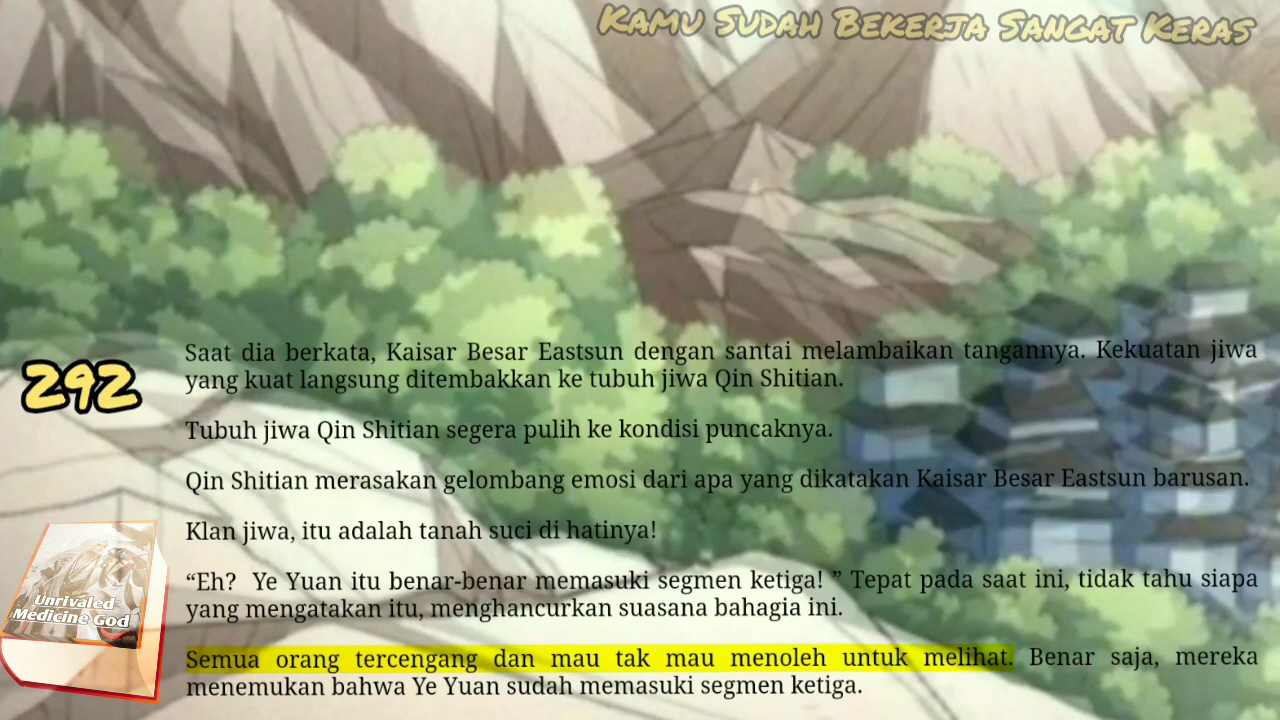 Kamu Sudah Bekerja Sangat Keras
Saat dia berkata, Kaisar Besar Eastsun dengan santai melambaikan tangannya. Kekuatan jiwa
yang kuat langsung ditembakkan ke tubuh jiwa Qin Shitian.
292
Tubuh jiwa Qin Shitian segera pulih ke kondisi puncaknya.
Qin Shitian merasakan gelombang emosi dari apa yang dikatakan Kaisar Besar Eastsun barusan.
Klan jiwa, itu adalah tanah suci di hatinya!
“Eh?  Ye Yuan itu benar-benar memasuki segmen ketiga! ” Tepat pada saat ini, tidak tahu siapa
yang mengatakan itu, menghancurkan suasana bahagia ini.
Unrivaled
Medicine God
Semua orang tercengang dan mau tak mau menoleh untuk melihat. Benar saja, mereka
menemukan bahwa Ye Yuan sudah memasuki segmen ketiga.